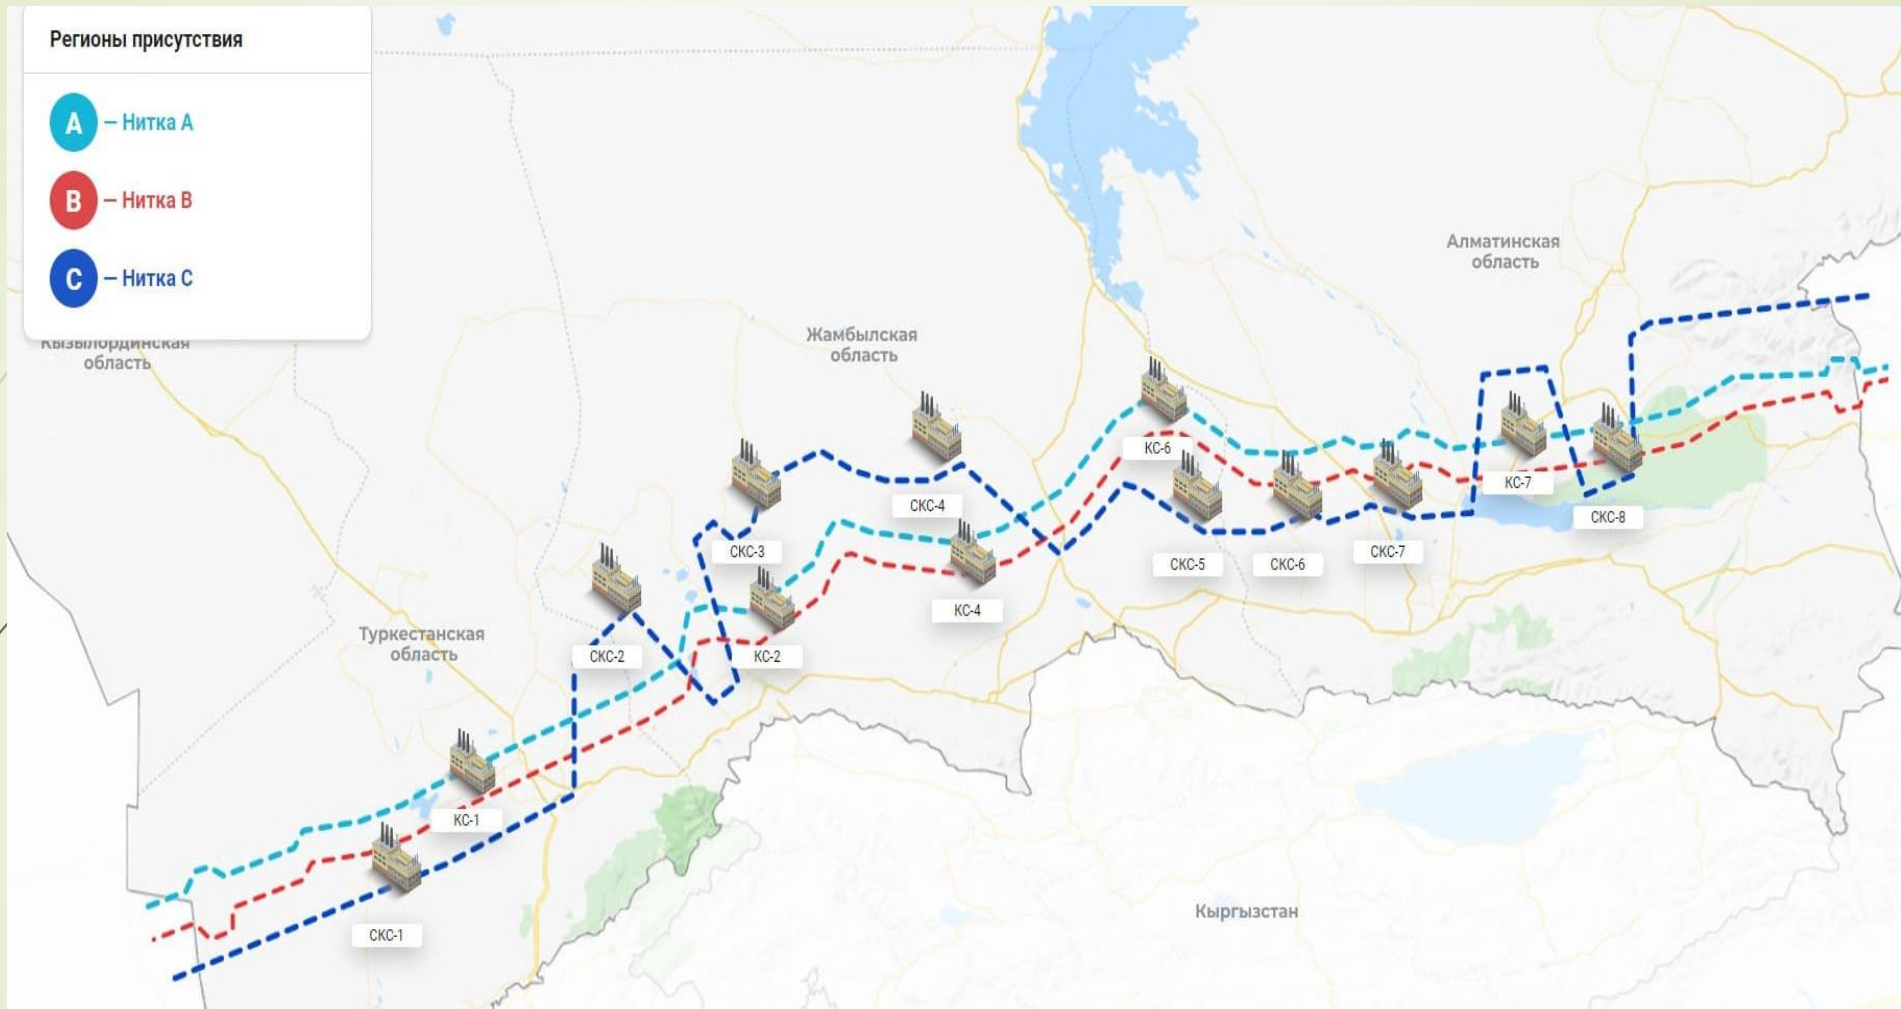 Регионы присутствия
A — Нитка А
B — Нитка В
C — Нитка С
Кызылординская
область
Алматинская
область
Жамбылская
область
КС-6
КС-7
СКС-4
СКС-8
СКС-3
СКС-5
СКС-6
СКС-7
КС-4
Туркестанская
область
СКС-2
КС-2
КС-1
Кыргызстан
СКС-1